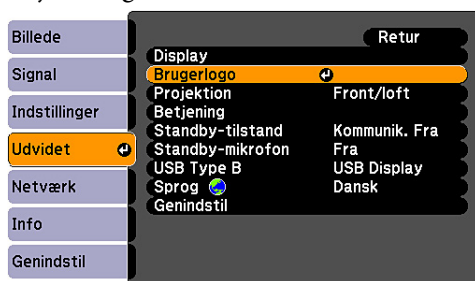 Billede
Signal
Indstillinger
Udvidet
Netværk
Info
Genindstil
Retur
Display
Brugerlogo
Projektion Front/loft
Betjening
Standby-tilstand Kommunik. Fra
Standby-mikrofon Fra
USB Type B USB Display
Sprog Dansk
Genindstil